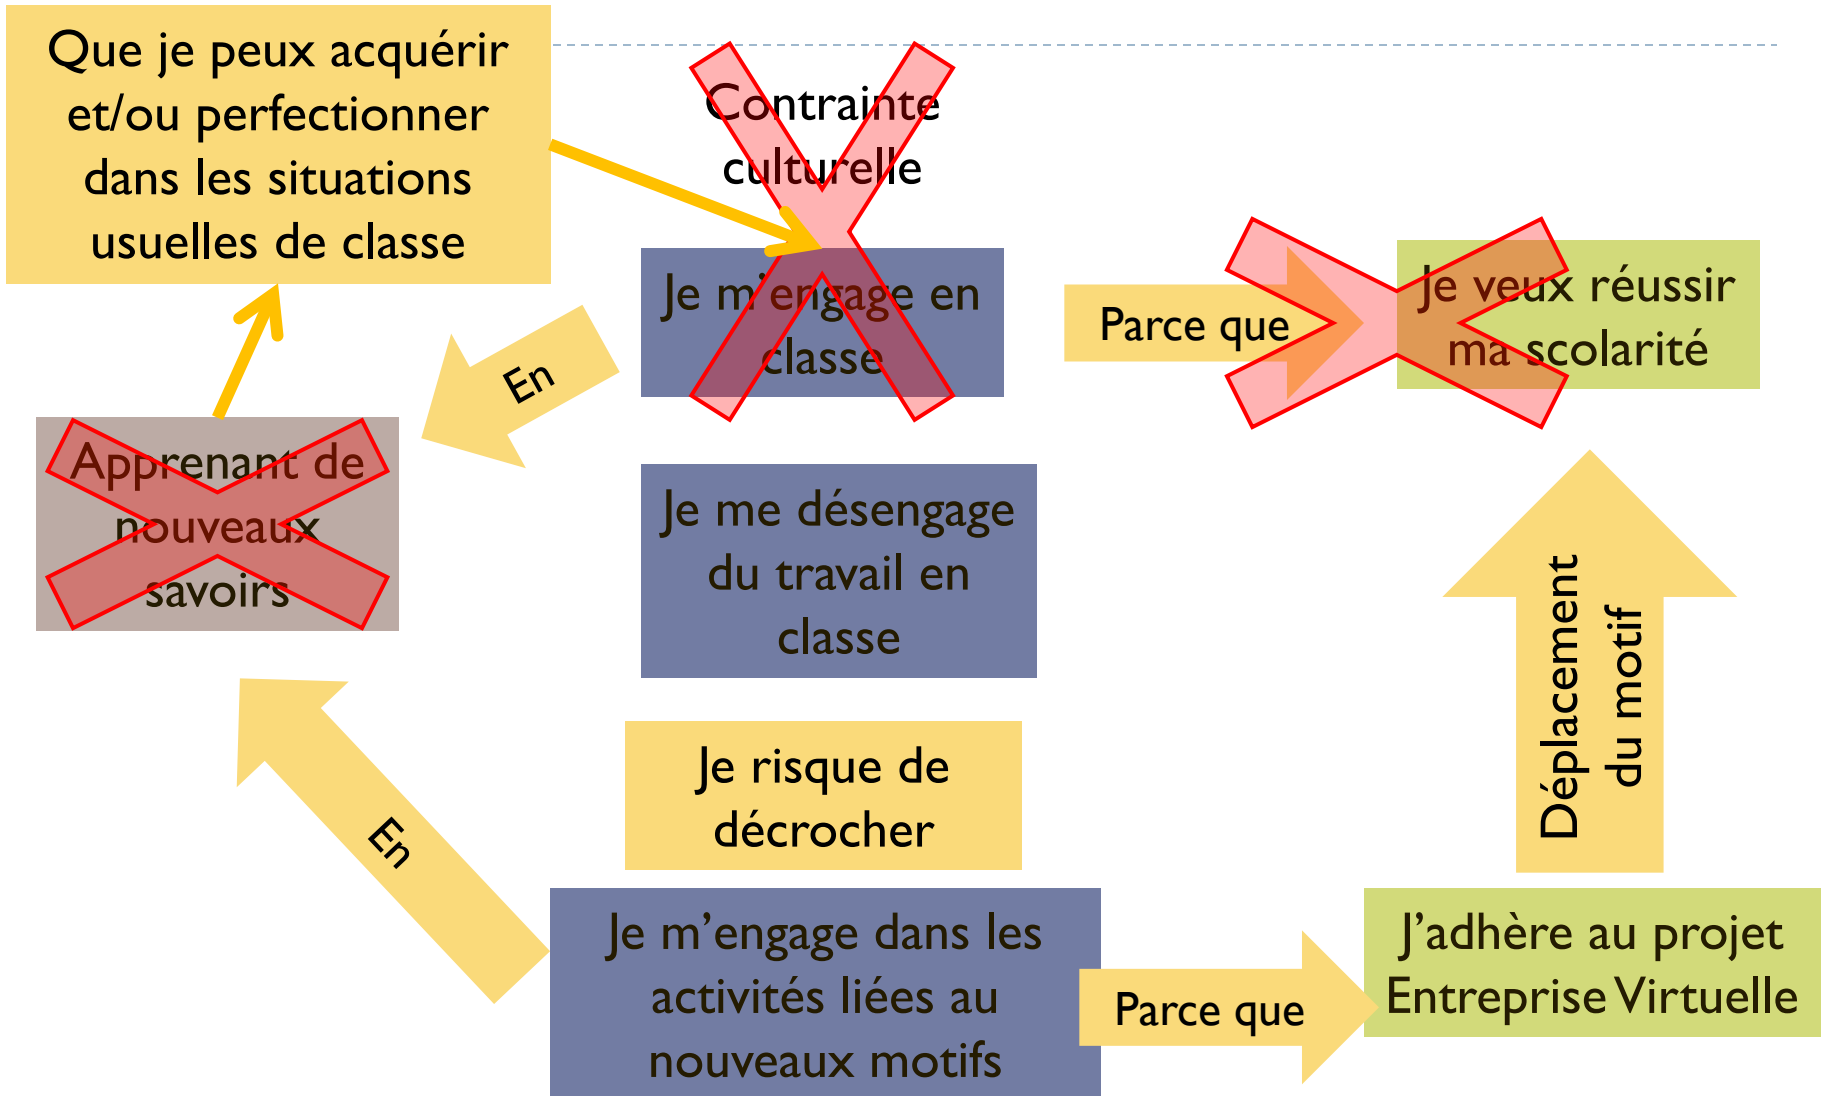 Que je peux acquérir
et/ou perfectionner
dans les situations
usuelles de classe
Contrainte
culturelle
Je m’engage en
classe
Parce que
Je veux réussir
ma scolarité
En
Apprenant de
nouveaux
savoirs
Je me désengage
du travail en
classe
Déplacement
du motif
Je risque de
décrocher
En
Je m’engage dans les
activités liées au
nouveaux motifs
Parce que
J’adhère au projet
Entreprise Virtuelle